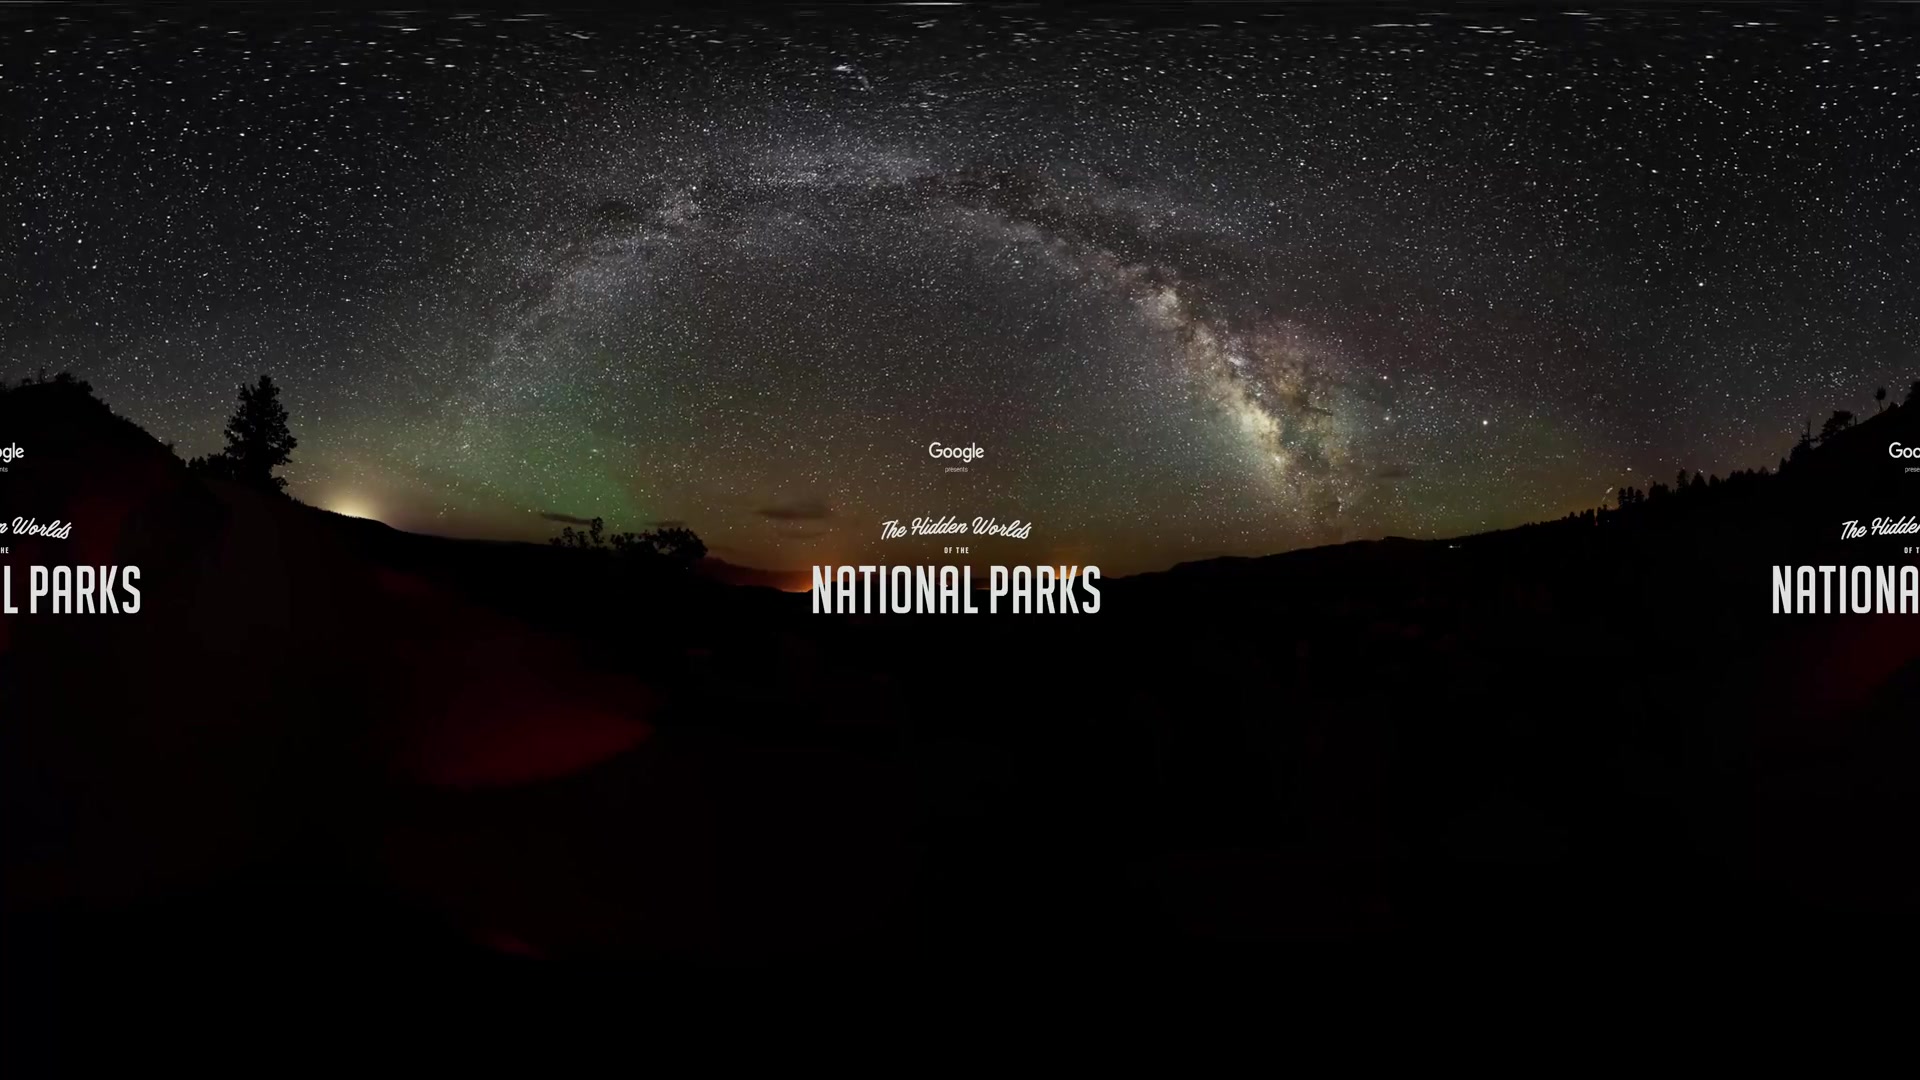 Google
presents
The Hidden Worlds
OF THE
NATIONAL PARKS
ogle
nts
n Worlds
HE
L PARKS
Goo
prese
The Hidden
OF T
NATIONA